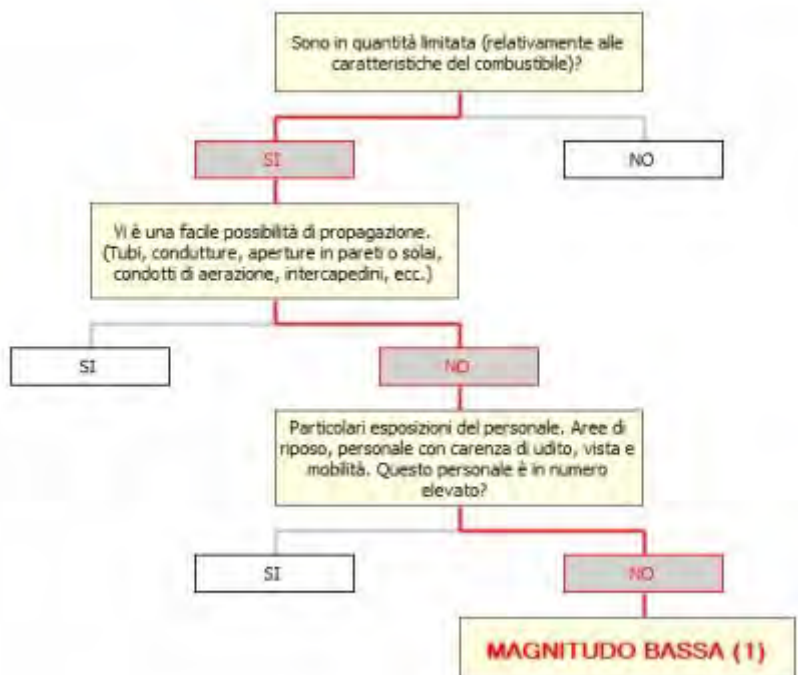 Sono in quantità limitata (relativamente alle
caratteristiche del combustibile)?
SI
NO
Vi è una facile possibilità di propagazione.
(Tubi, condutture, aperture in pareti o solai,
condotti di aerazione, intercapedini, ecc.)
SI
NO
Particolari esposizioni del personale. Aree di
riposo, personale con carenza di udito, vista e
mobilità. Questo personale è in numero
elevato?
SI
NO
MAGNITUDO BASSA (1)